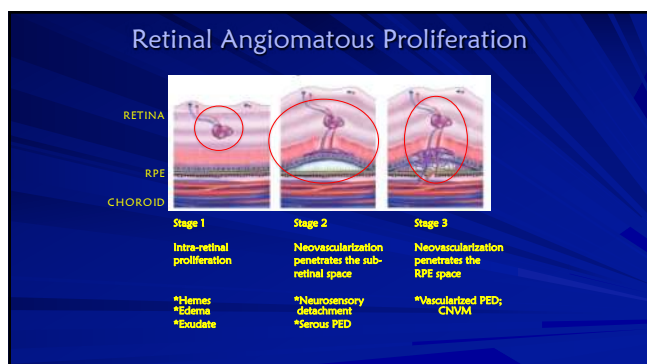 Retinal Angiomatous Proliferation
RETINA
RPE
CHOROID
Stage 1
Intra-retinal
proliferation
*Hemes
*Edema
*Exudate
Stage 2
Neovascularization
penetrates the sub-
retinal space
*Neurosensory
detachment
*Serous PED
Stage 3
Neovascularization
penetrates the
RPE space
*Vascularized PED;
CNVM